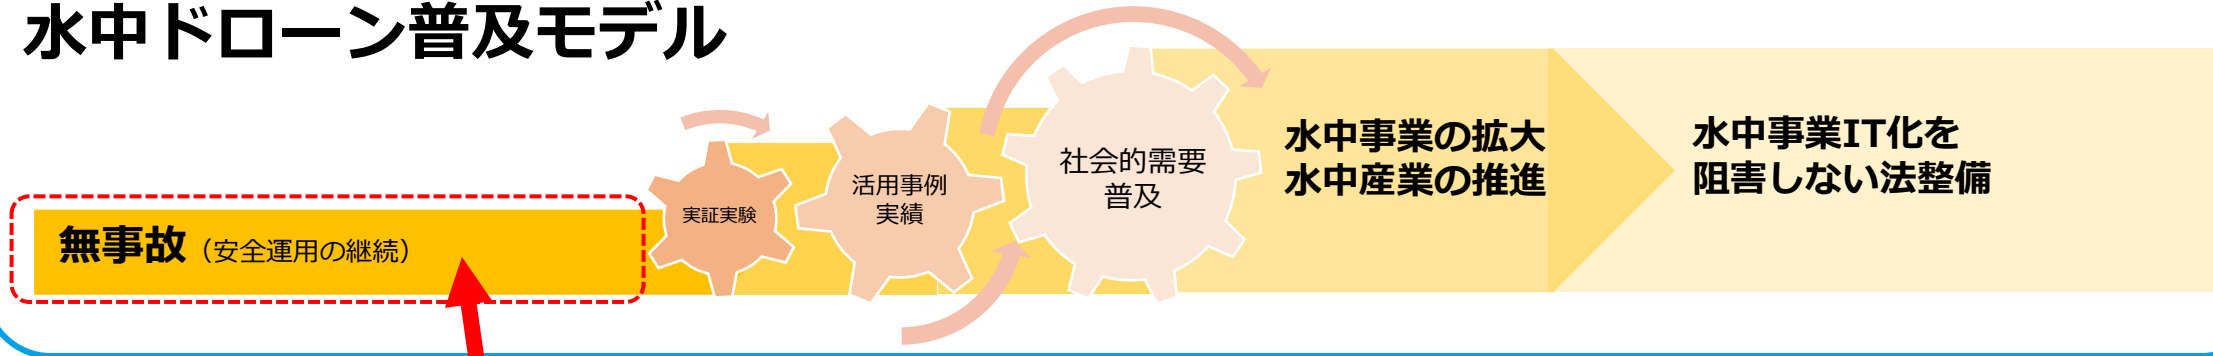 水中ドローン普及モデル
無事故（安全運用の継続）
実証実験
活用事例
実績
社会的需要
普及
水中事業の拡大
水中産業の推進
水中事業IT化を
阻害しない法整備